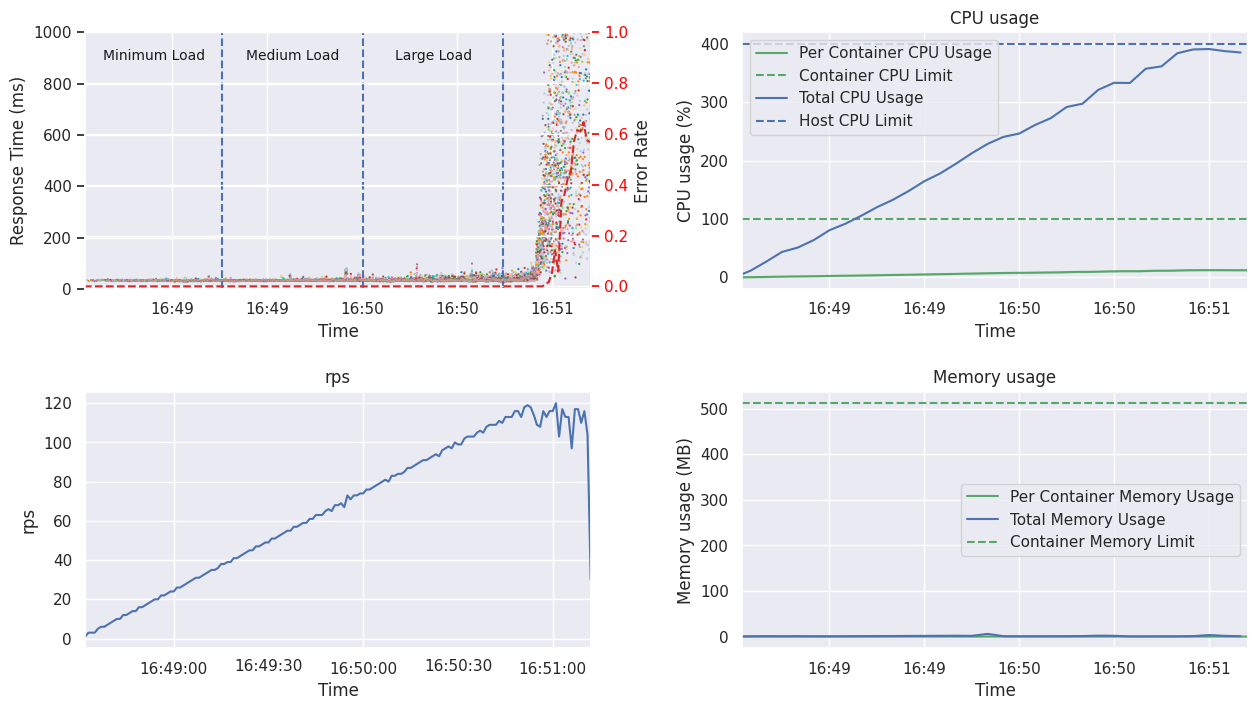 1000
800
600
400
200
0
Response Time (ms)
Minimum Load
Medium Load
Large Load
1.0
0.8
0.6
0.4
0.2
0.0
Error Rate
16:49
16:49
16:50
16:50
16:51
Time
CPU usage
400
300
200
100
0
CPU usage (%)
Per Container CPU Usage
Container CPU Limit
Total CPU Usage
Host CPU Limit
16:49
16:49
16:50
16:50
16:51
Time
rps
120
100
80
60
40
20
0
rps
16:49:00
16:49:30
16:50:00
16:50:30
16:51:00
Time
Memory usage
500
400
300
200
100
0
Memory usage (MB)
Per Container Memory Usage
Total Memory Usage
Container Memory Limit
16:49
16:49
16:50
16:50
16:51
Time